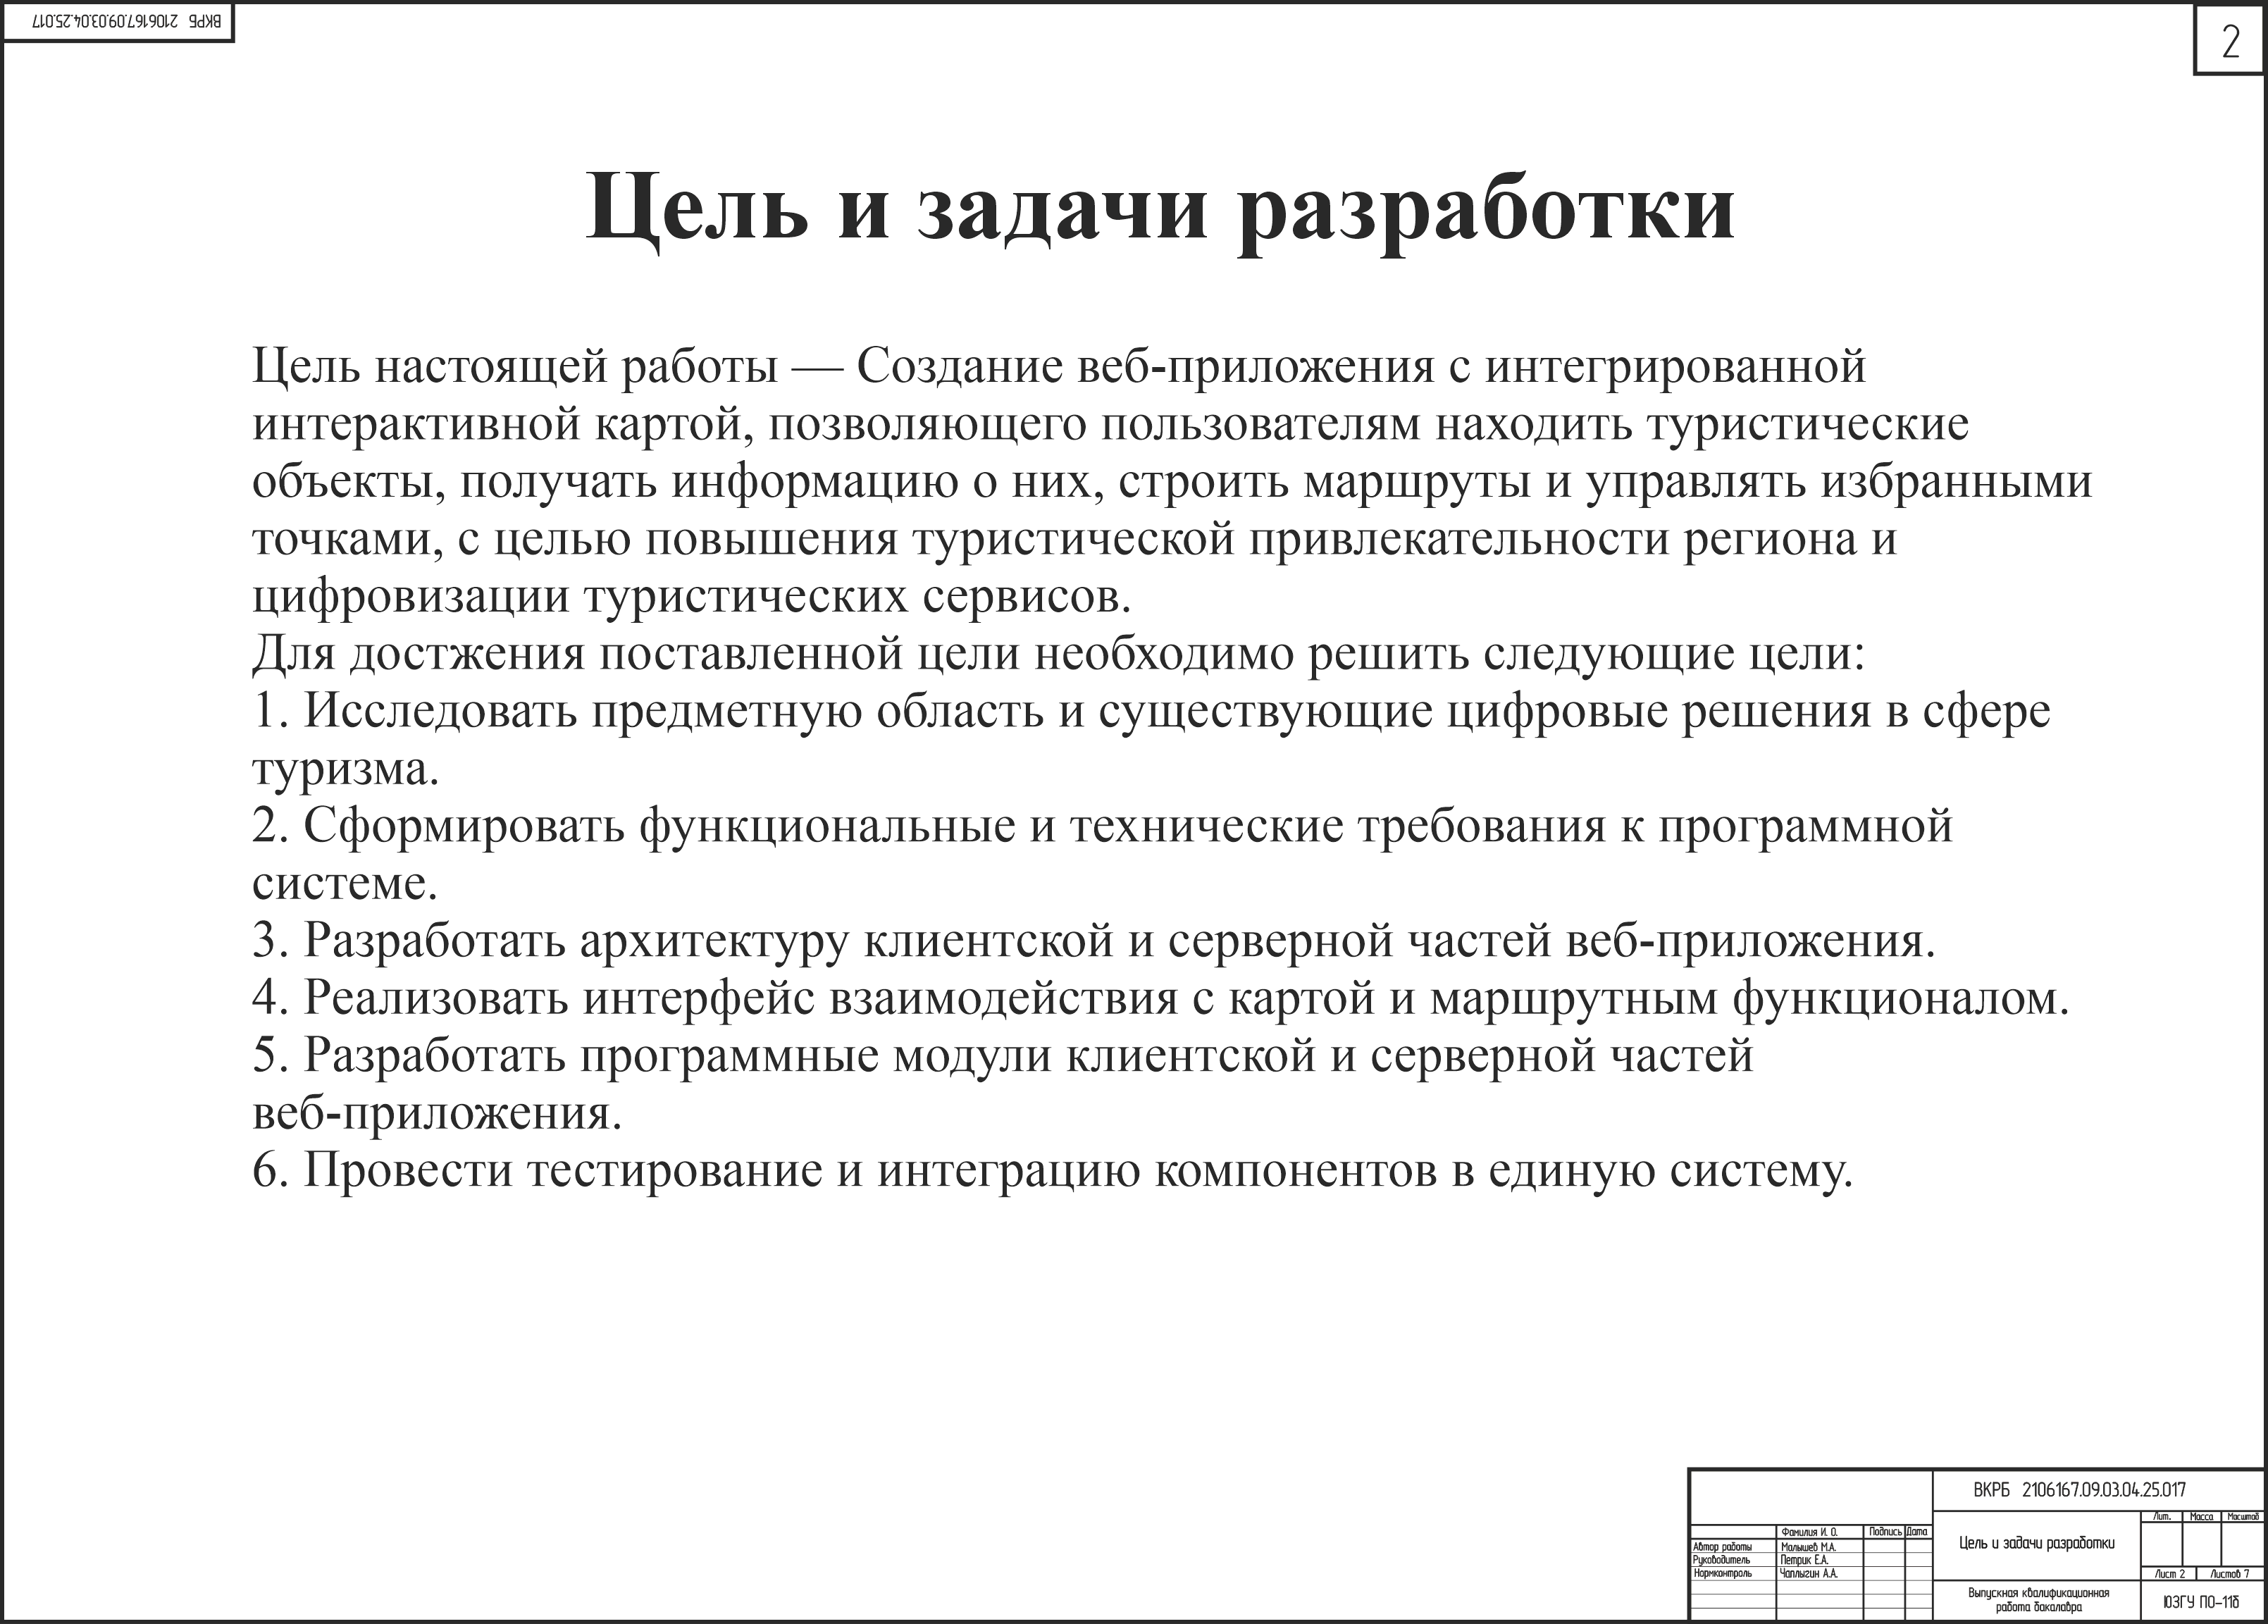 ВКРБ 2106167.09.03.04.25.017
2
Цель и задачи разработки
Цель настоящей работы — Создание веб-приложения с интегрированной
интерактивной картой, позволяющего пользователям находить туристические
объекты, получать информацию о них, строить маршруты и управлять избранными
точками, с целью повышения туристической привлекательности региона и
цифровизации туристических сервисов.
Для достжения поставленной цели необходимо решить следующие цели:
1. Исследовать предметную область и существующие цифровые решения в сфере
туризма.
2. Сформировать функциональные и технические требования к программной
системе.
3. Разработать архитектуру клиентской и серверной частей веб-приложения.
4. Реализовать интерфейс взаимодействия с картой и маршрутным функционалом.
5. Разработать программные модули клиентской и серверной частей
веб-приложения.
6. Провести тестирование и интеграцию компонентов в единую систему.
ВКРБ 2106167.09.03.04.25.017
Фамилия И. О. Подпись Дата
Автор работы Малышев М.А.
Руководитель Петрик Е.А.
Нормконтроль Чаплыгин А.А.
Цель и задачи разработки
Лит. Масса Масштаб
Лист 2 Листов 7
Выпускная квалификационная
работа бакалавра
ЮЗГУ ПО-11б